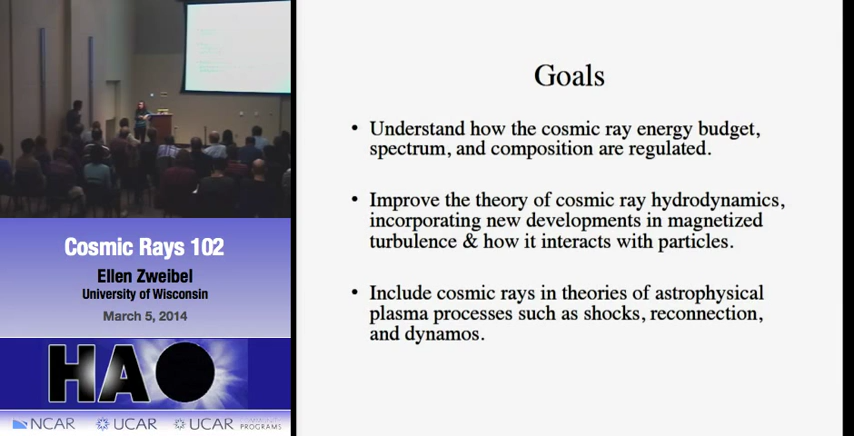 Goals
• Understand how the cosmic ray energy budget,
spectrum, and composition are regulated.
• Improve the theory of cosmic ray hydrodynamics,
incorporating new developments in magnetized
turbulence & how it interacts with particles.
• Include cosmic rays in theories of astrophysical
plasma processes such as shocks, reconnection,
and dynamos.
Cosmic Rays 102
Ellen Zweibel
University of Wisconsin
March 5, 2014
HAO
NCAR UCAR UCAR
PROGRAMS